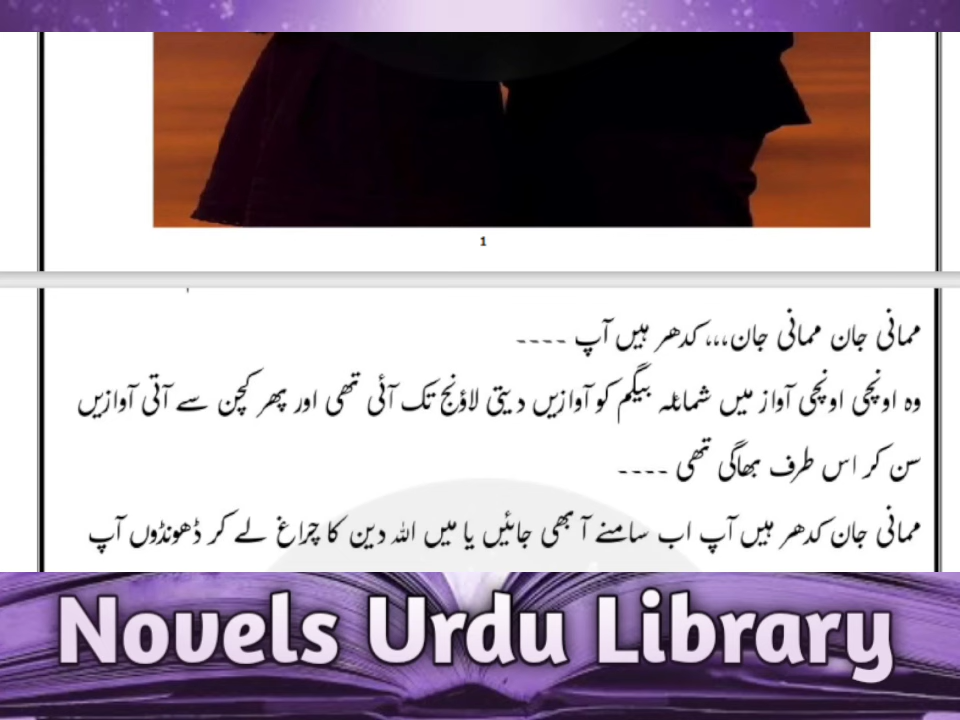 1
ممانی جان ممانی جان،،، کدھر ہیں آپ ----
وہ اونچی اونچی آواز میں شمائلہ بیگم کو آوازیں دیتی لاؤنج تک آئی تھی اور پھر کچن سے آتی آوازیں
سن کر اس طرف بھاگی تھی ----
ممانی جان کدھر ہیں آپ اب سامنے آ بھی جائیں یا میں اللہ دین کا چراغ لے کر ڈھونڈوں آپ
Novels Urdu Library